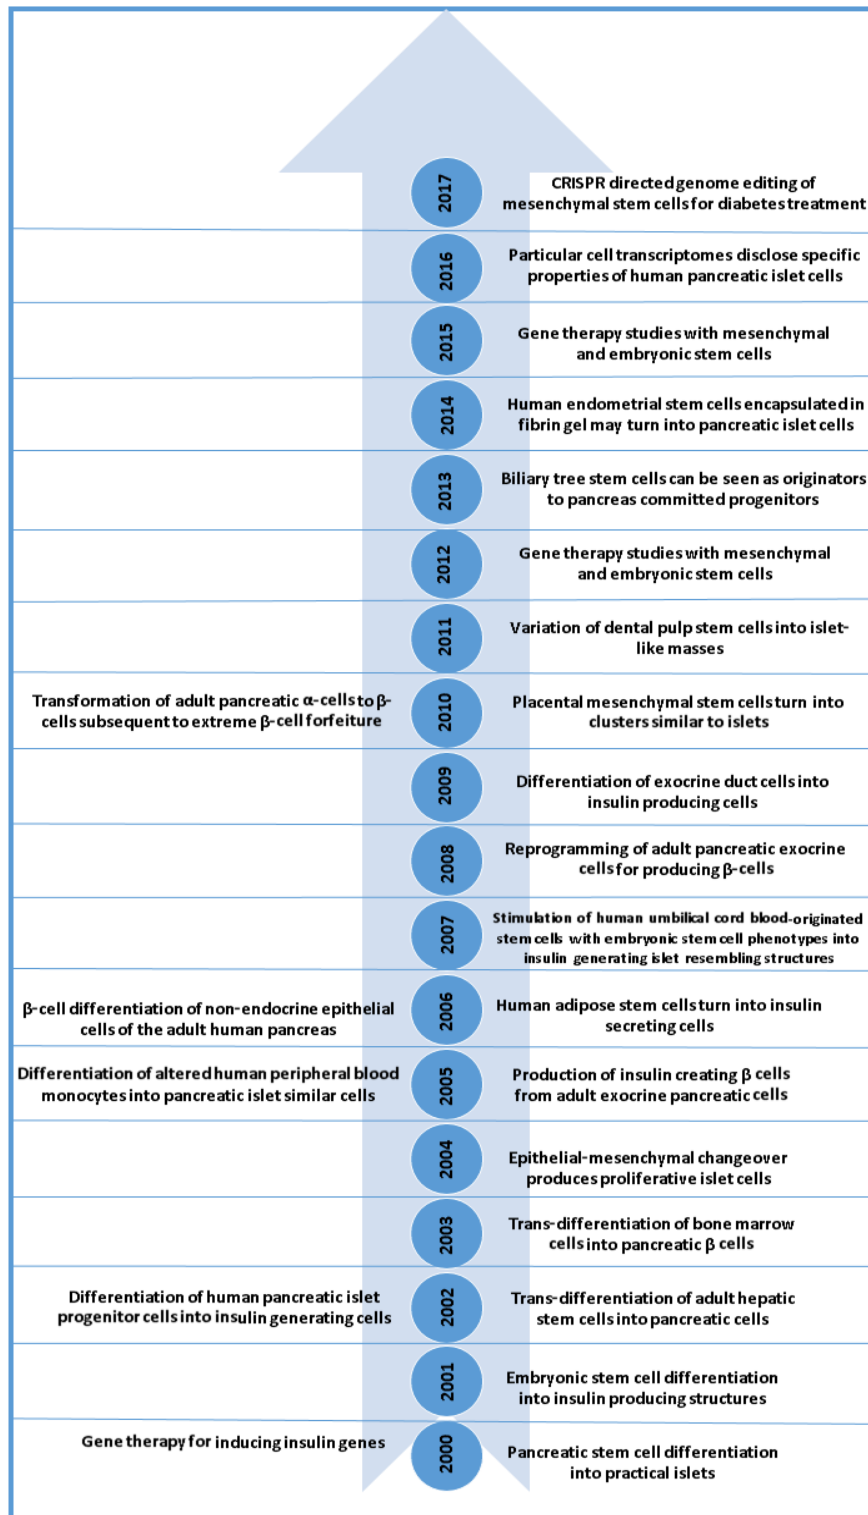 2017
CRISPR directed genome editing of
mesenchymal stem cells for diabetes treatment
2016
Particular cell transcriptomes disclose specific
properties of human pancreatic islet cells
2015
Gene therapy studies with mesenchymal
and embryonic stem cells
2014
Human endometrial stem cells encapsulated in
fibrin gel may turn into pancreatic islet cells
2013
Biliary tree stem cells can be seen as originators
to pancreas committed progenitors
2012
Gene therapy studies with mesenchymal
and embryonic stem cells
2011
Variation of dental pulp stem cells into islet-
like masses
Transformation of adult pancreatic α-cells to β-
cells subsequent to extreme β-cell forfeiture
2010
Placental mesenchymal stem cells turn into
clusters similar to islets
2009
Differentiation of exocrine duct cells into
insulin producing cells
2008
Reprogramming of adult pancreatic exocrine
cells for producing β-cells
2007
Stimulation of human umbilical cord blood-originated
stem cells with embryonic stem cell phenotypes into
insulin generating islet resembling structures
β-cell differentiation of non-endocrine epithelial
cells of the adult human pancreas
2006
Human adipose stem cells turn into insulin
secreting cells
Differentiation of altered human peripheral blood
monocytes into pancreatic islet similar cells
2005
Production of insulin creating β cells
from adult exocrine pancreatic cells
2004
Epithelial-mesenchymal changeover
produces proliferative islet cells
2003
Trans-differentiation of bone marrow
cells into pancreatic β cells
Differentiation of human pancreatic islet
progenitor cells into insulin generating cells
2002
Trans-differentiation of adult hepatic
stem cells into pancreatic cells
2001
Embryonic stem cell differentiation
into insulin producing structures
Gene therapy for inducing insulin genes
2000
Pancreatic stem cell differentiation
into practical islets